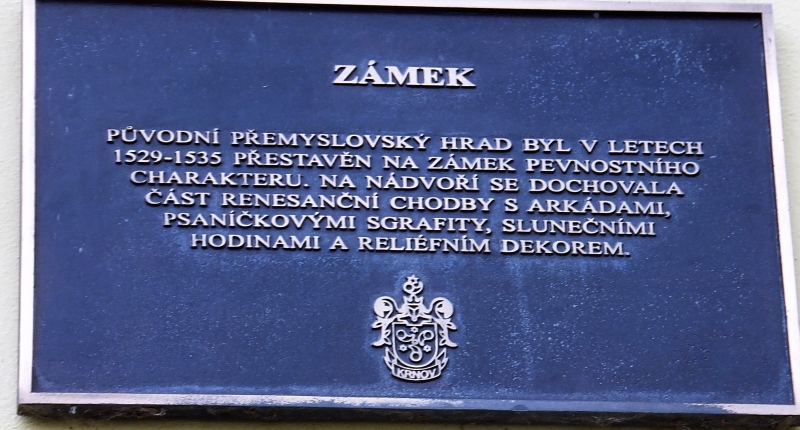 ZÁMEK
PŮVODNÍ PŘEMYSLOVSKÝ HRAD BYL V LETECH
1529-1535 PŘESTAVĚN NA ZÁMEK PEVNOSTNÍHO
CHARAKTERU. NA NÁDVOŘÍ SE DOCHOVALA
ČÁST RENESANČNÍ CHODBY S ARKÁDAMI,
PSANÍČKOVÝMI SGRAFITY, SLUNEČNÍMI
HODINAMI A RELIÉFNÍM DEKOREM.
KRNOV